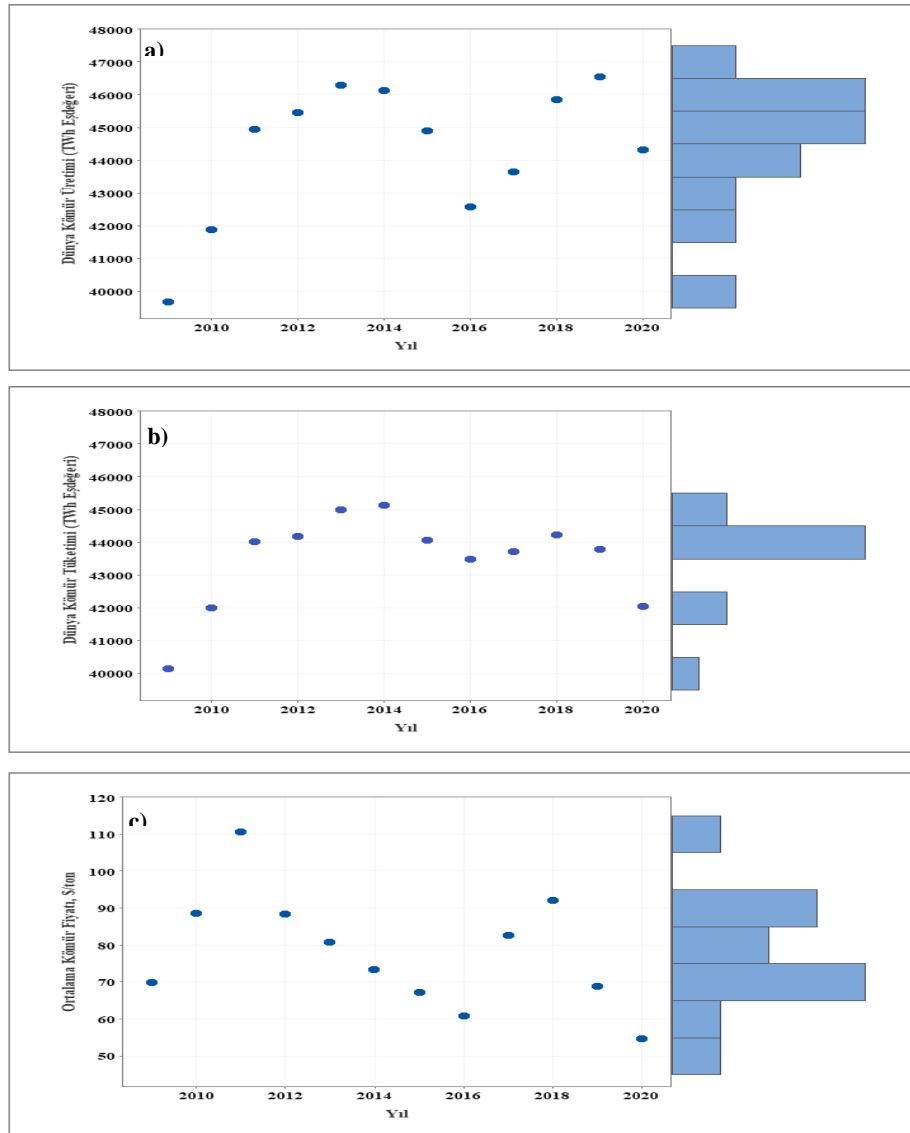 a)
Dünya Kömür Üretimi (TWh Eşdeğeri)
48000
47000
46000
45000
44000
43000
42000
41000
40000
2010 2012 2014 2016 2018 2020
Yıl
b)
Dünya Kömür Tüketimi (TWh Eşdeğeri)
48000
47000
46000
45000
44000
43000
42000
41000
40000
2010 2012 2014 2016 2018 2020
Yıl
c)
Ortalama Kömür Fiyatı, $/ton
120
110
100
90
80
70
60
50
2010 2012 2014 2016 2018 2020
Yıl